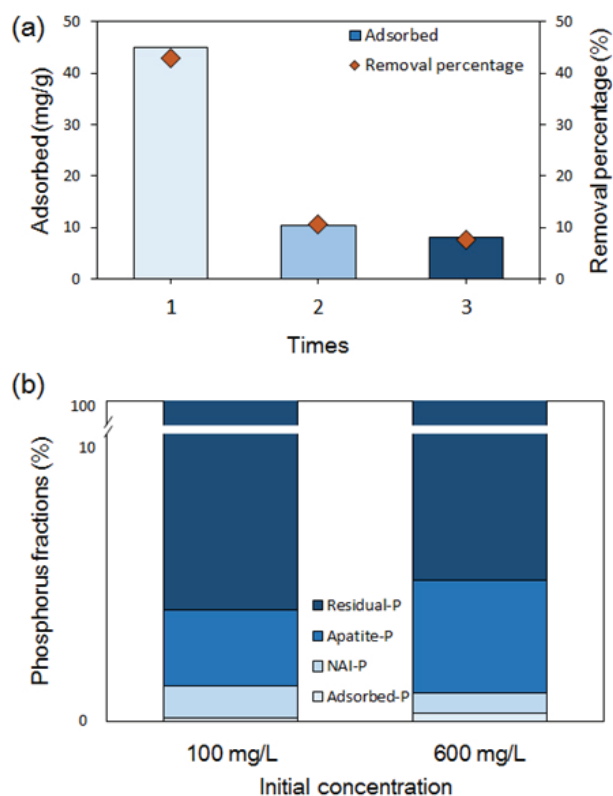 (a)
50
40
30
20
10
0
Adsorbed (mg/g)
Adsorbed
Removal percentage
50
40
30
20
10
0
Removal percentage (%)
1 2 3
Times
(b)
100
10
0
Phosphorus fractions (%)
Residual-P
Apatite-P
NAI-P
Adsorbed-P
100 mg/L 600 mg/L
Initial concentration